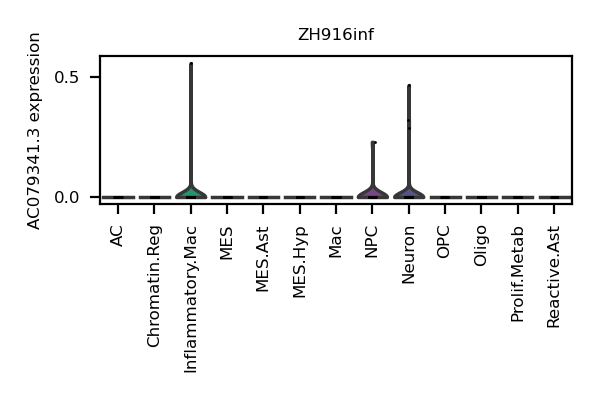 ZH916inf
AC079341.3 expression
0.5
0.0
AC
Chromatin.Reg
Inflammatory.Mac
MES
MES.Ast
MES.Hyp
Mac
NPC
Neuron
OPC
Oligo
Prolif.Metab
Reactive.Ast